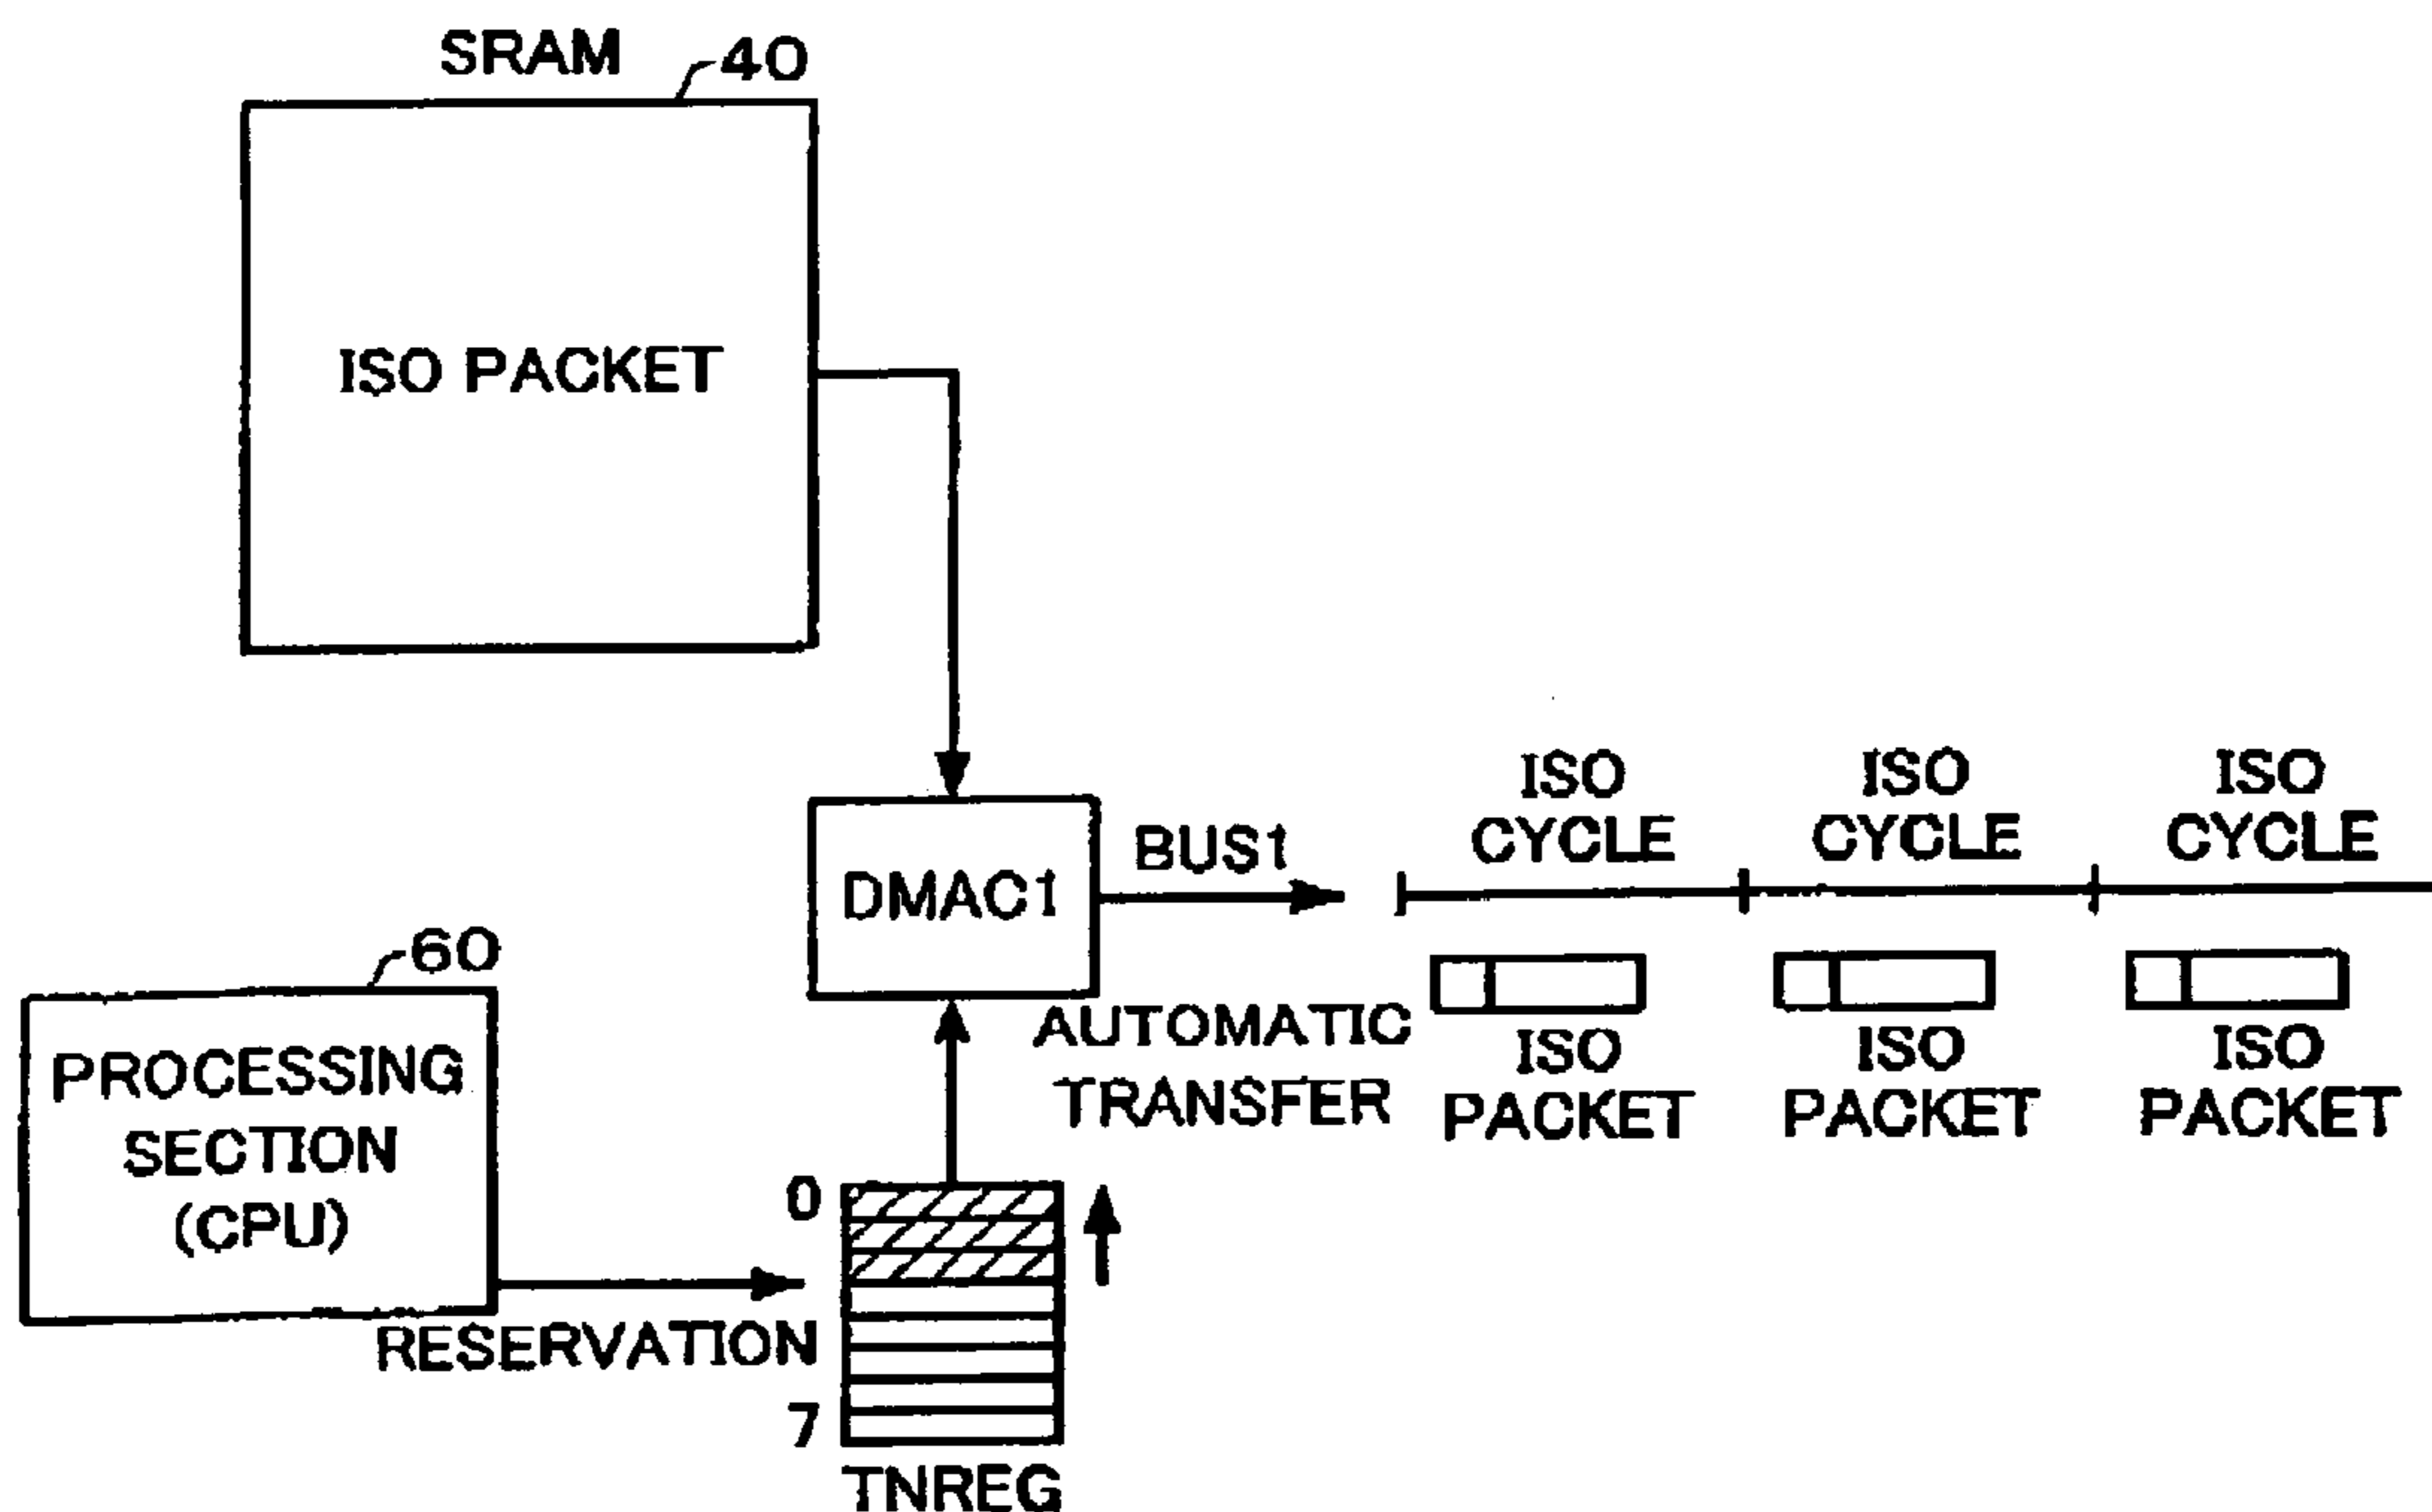 SRAM
40
ISO PACKET
ISO CYCLE
ISO CYCLE
ISO CYCLE
BUS1
DMAC1
60
PROCESSING
SECTION
(CPU)
AUTOMATIC
TRANSFER
ISO
PACKET
ISO
PACKET
ISO
PACKET
0
RESERVATION
7
TNREG